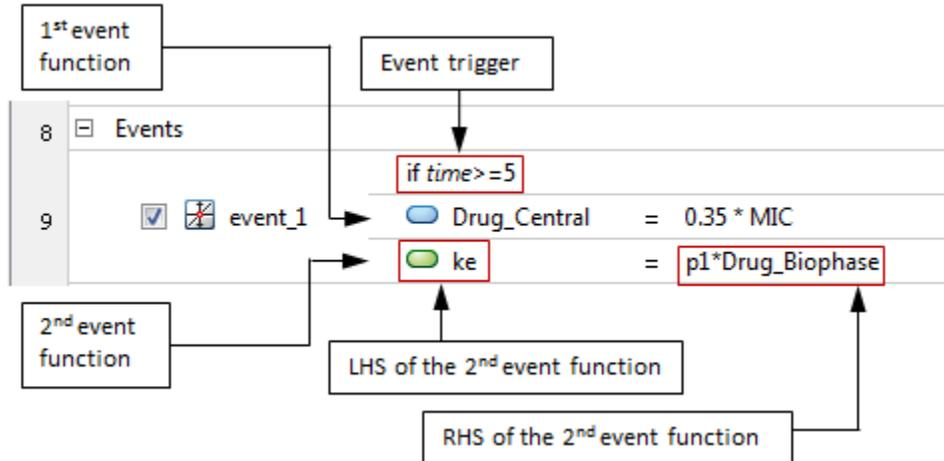 1st event
function
Event trigger
8 Events
if time>=5
9 event_1 Drug_Central = 0.35 * MIC
ke = p1*Drug_Biophase
2nd event
function
LHS of the 2nd event function
RHS of the 2nd event function